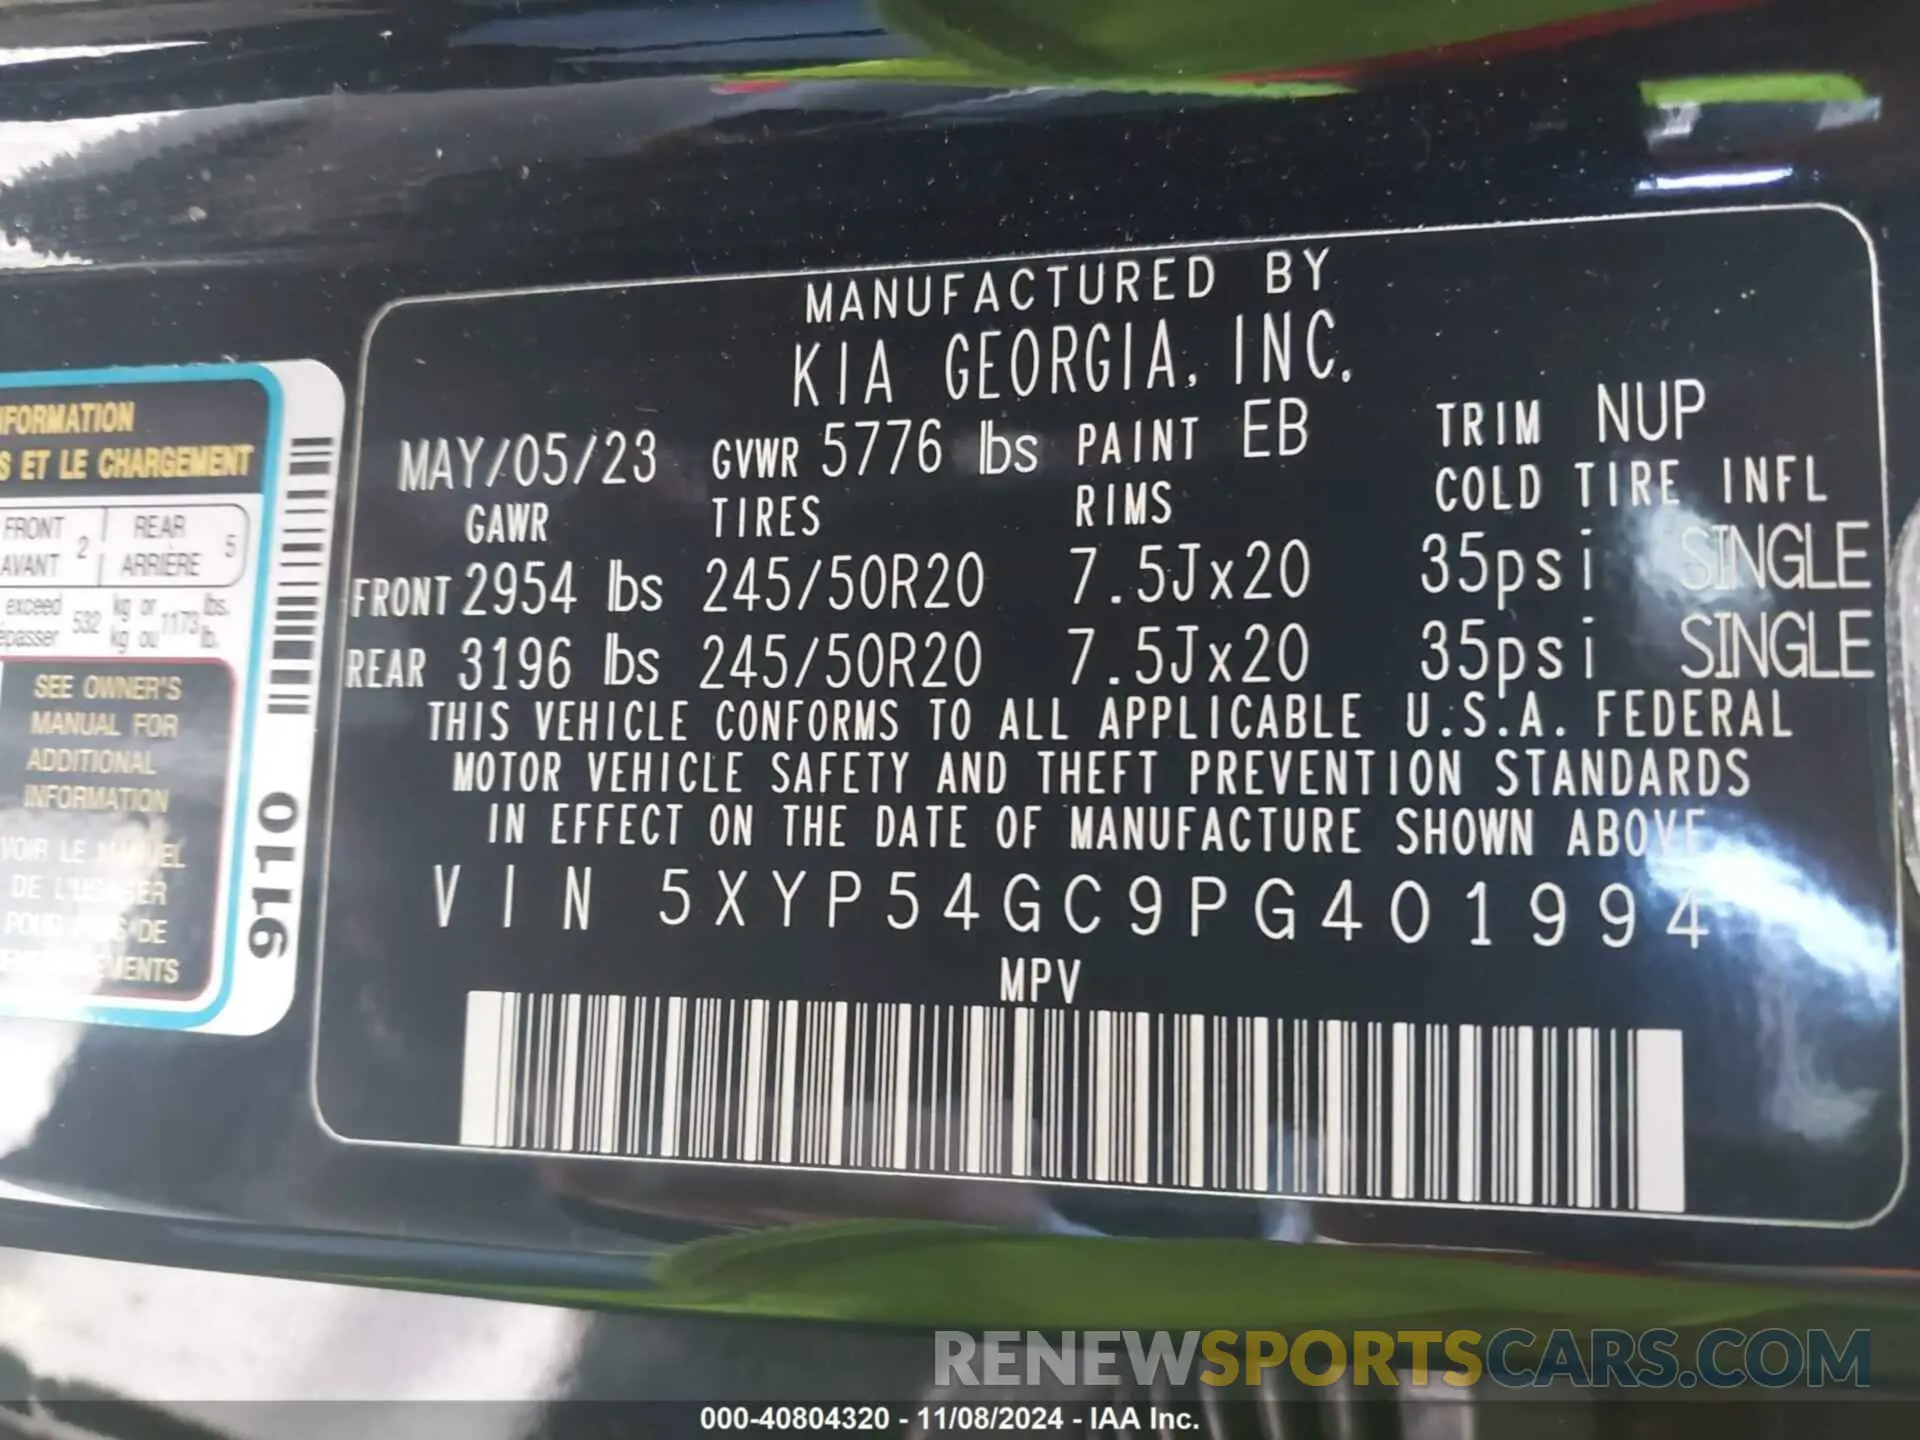 MANUFACTURED BY
KIA GEORGIA, INC.
MAY/05/23 GVWR 5776 lbs PAINT EB TRIM NUP
GAWR TIRES RIMS COLD TIRE INFL
FRONT 2954 lbs 245/50R20 7.5Jx20 35psi SINGLE
REAR 3196 lbs 245/50R20 7.5Jx20 35psi SINGLE
THIS VEHICLE CONFORMS TO ALL APPLICABLE U.S.A. FEDERAL
MOTOR VEHICLE SAFETY AND THEFT PREVENTION STANDARDS
IN EFFECT ON THE DATE OF MANUFACTURE SHOWN ABOVE
VIN 5XYP54GC9PG401994
MPV
ET LE CHARGEMENT
FRONT 2 REAR 5
AVANT ARRIÈRE
exceed 532 kg or 1173 lbs.
kg ou lb.
SEE OWNER'S
MANUAL FOR
ADDITIONAL
INFORMATION
VOIR LE MANUEL
DE L'USAGER
POUR PLUS DE
9110
RENEWSPORTSCARS.COM
000-40804320 - 11/08/2024 - IAA Inc.